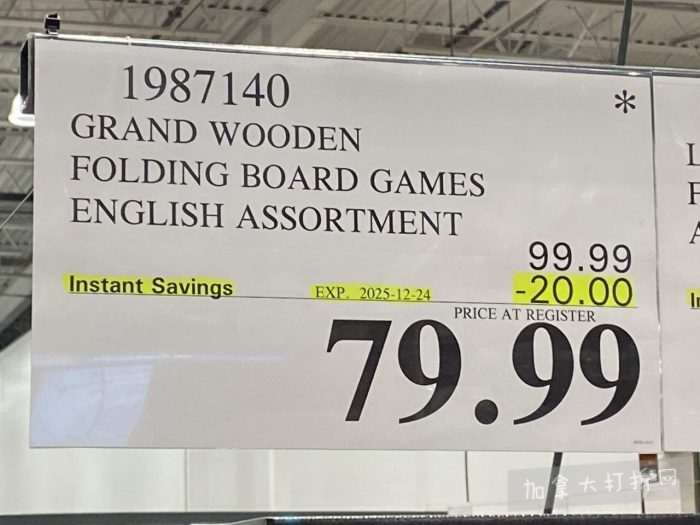 1987140
*
GRAND WOODEN
FOLDING BOARD GAMES
ENGLISH ASSORTMENT
99.99
Instant Savings EXP. 2025-12-24 -20.00
PRICE AT REGISTER
79.99
L
F
A
加拿大打折网